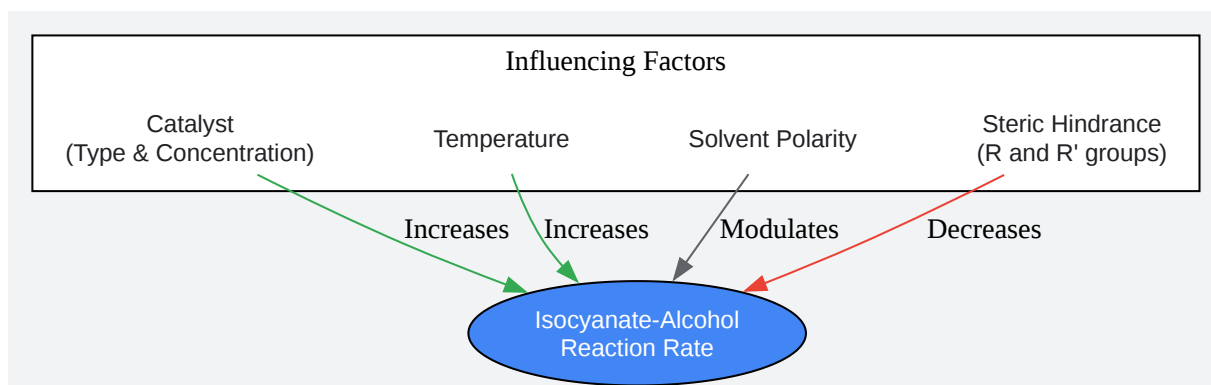 Influencing Factors
Catalyst
(Type & Concentration)
Temperature
Solvent Polarity
Steric Hindrance
(R and R' groups)
Increases
Increases
Modulates
Decreases
Isocyanate-Alcohol
Reaction Rate